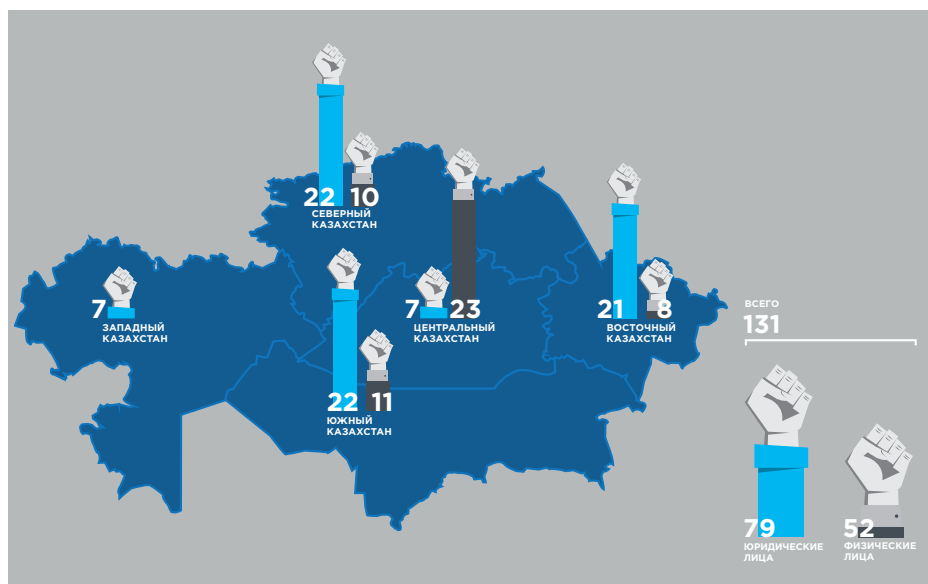 22 10
СЕВЕРНЫЙ
КАЗАХСТАН
7
ЗАПАДНЫЙ
КАЗАХСТАН
7 23
ЦЕНТРАЛЬНЫЙ
КАЗАХСТАН
21 8
ВОСТОЧНЫЙ
КАЗАХСТАН
22 11
ЮЖНЫЙ
КАЗАХСТАН
ВСЕГО
131
79
ЮРИДИЧЕСКИЕ
ЛИЦА
52
ФИЗИЧЕСКИЕ
ЛИЦА